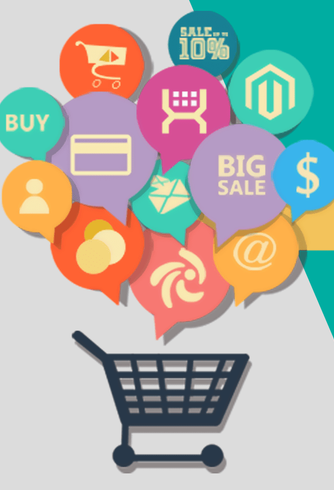 SALE UP TO
10%
BUY
BIG
SALE
$
@